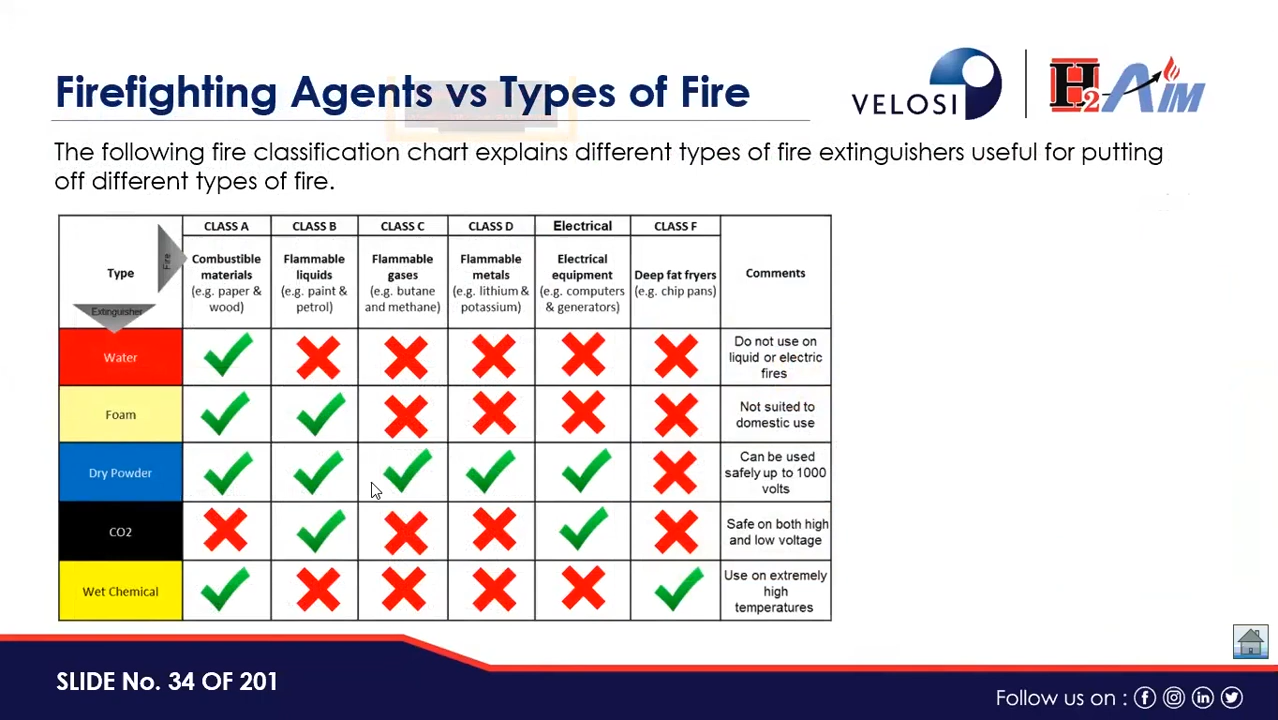 Firefighting Agents vs Types of Fire
VELOSI
H2 AIM
The following fire classification chart explains different types of fire extinguishers useful for putting
off different types of fire.
Type
Fire
Extinguisher
CLASS A
CLASS B
CLASS C
CLASS D
Electrical
CLASS F
Combustible
materials
(e.g. paper &
wood)
Flammable
liquids
(e.g. paint &
petrol)
Flammable
gases
(e.g. butane
and methane)
Flammable
metals
(e.g. lithium &
potassium)
Electrical
equipment
(e.g. computers
& generators)
Deep fat fryers
(e.g. chip pans)
Comments
Water
Do not use on
liquid or electric
fires
Foam
Not suited to
domestic use
Dry Powder
Can be used
safely up to 1000
volts
CO2
Safe on both high
and low voltage
Wet Chemical
Use on extremely
high
temperatures
SLIDE No. 34 OF 201
Follow us on :